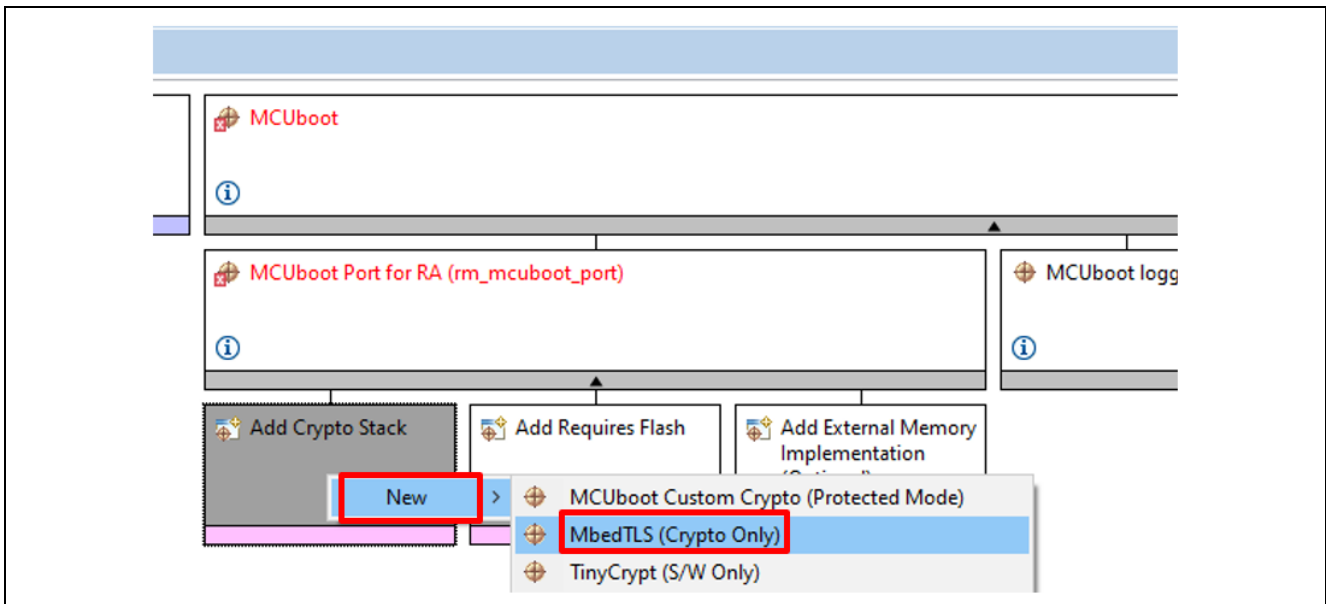 MCUboot
MCUboot Port for RA (rm_mcuboot_port)
MCUboot logg
Add Crypto Stack
Add Requires Flash
Add External Memory
Implementation
New
MCUboot Custom Crypto (Protected Mode)
MbedTLS (Crypto Only)
TinyCrypt (S/W Only)